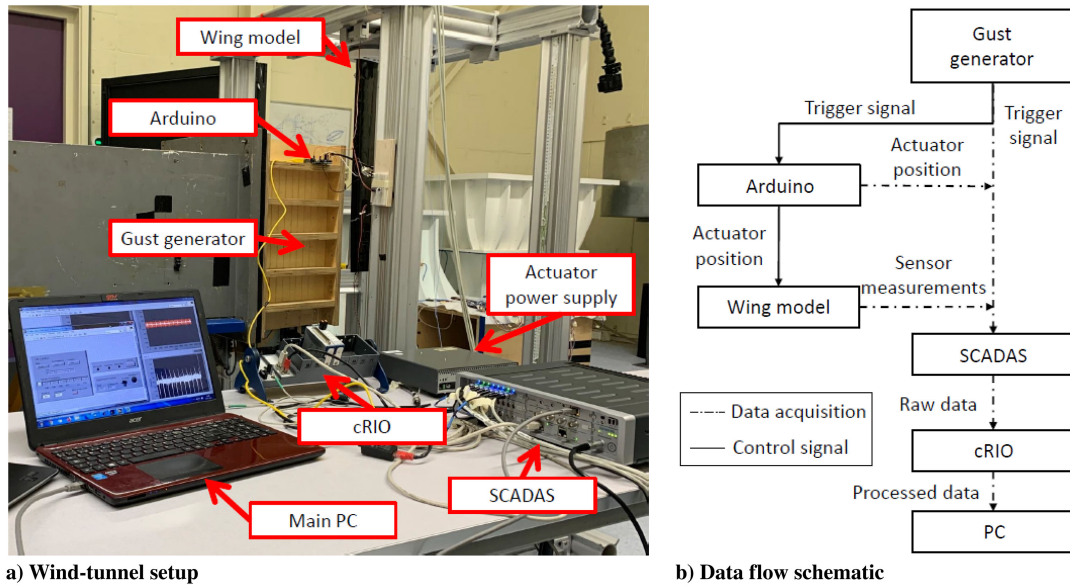 Wing model
Arduino
Gust generator
Actuator
power supply
cRIO
SCADAS
Main PC
acer
a) Wind-tunnel setup
Gust
generator
Trigger signal
Trigger
signal
Actuator
position
Arduino
Actuator
position
Sensor
measurements
Wing model
SCADAS
Raw data
Data acquisition
Control signal
cRIO
Processed data
PC
b) Data flow schematic